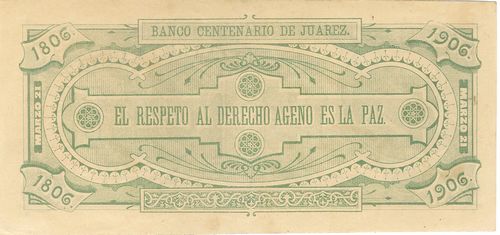 BANCO CENTENARIO DE JUAREZ.
1806.
1906.
MARZO 21
EL RESPETO AL DERECHO AGENO ES LA PAZ.
MARZO 21
1806.
1906.